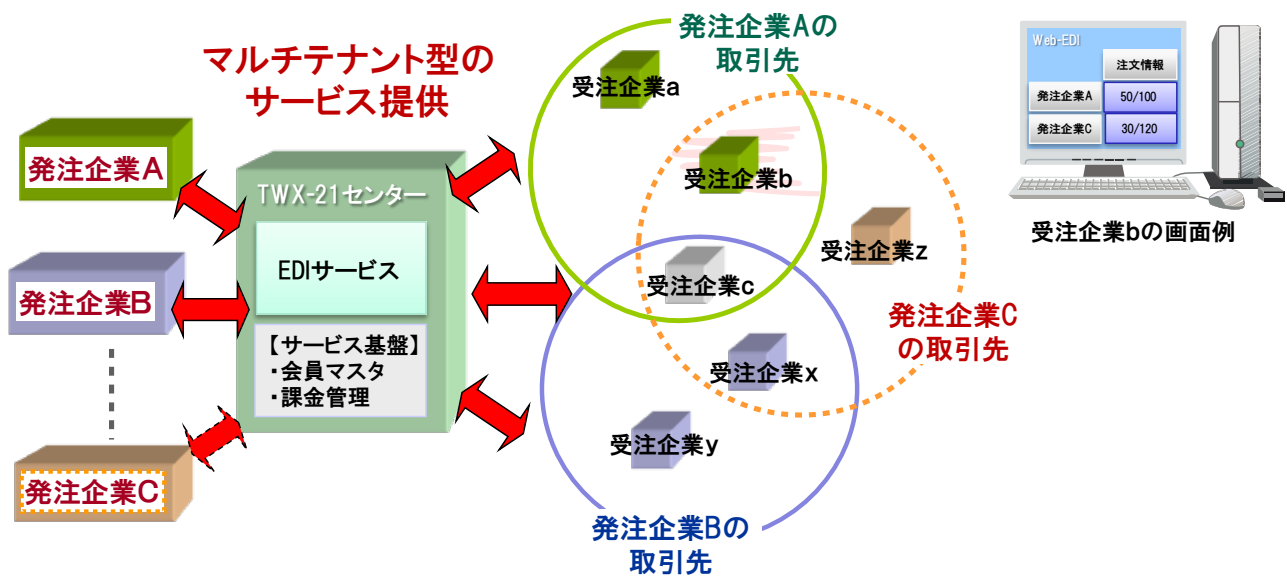 マルチテナント型の
サービス提供
発注企業A
発注企業B
発注企業C
TWX-21センター
EDIサービス
【サービス基盤】
・会員マスタ
・課金管理
発注企業Aの
取引先
受注企業a
受注企業b
受注企業z
受注企業c
受注企業x
受注企業y
発注企業C
の取引先
発注企業Bの
取引先
Web-EDI
注文情報
発注企業A 50/100
発注企業C 30/120
受注企業bの画面例